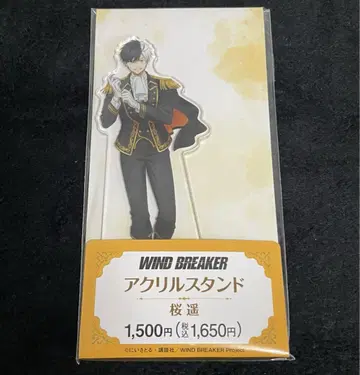 WIND BREAKER
アクリルスタンド
桜 遥
1,500円(税込1,650円)
©にいさとる・講談社/WIND BREAKER Project